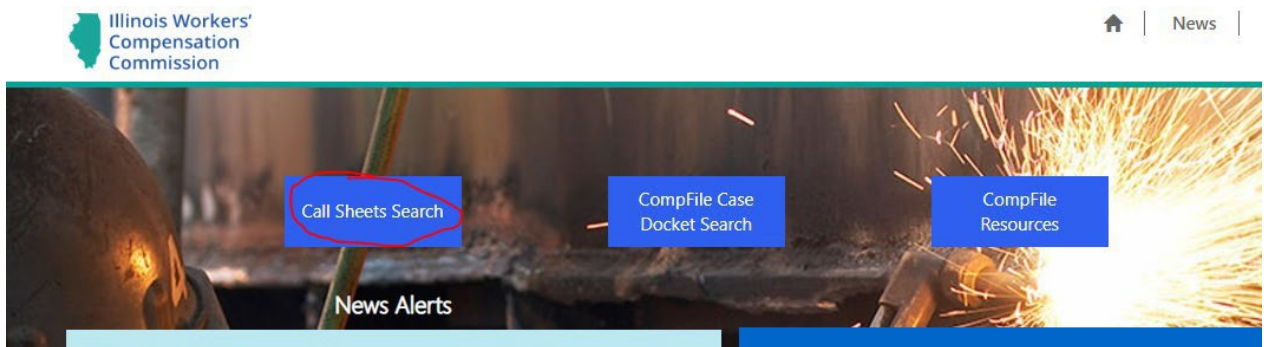 Illinois Workers'
Compensation
Commission
News
Call Sheets Search
CompFile Case
Docket Search
CompFile
Resources
News Alerts